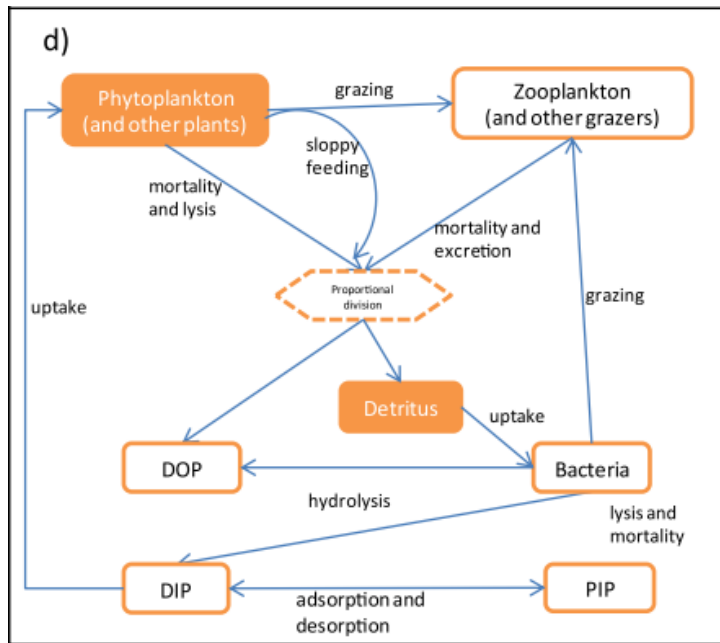 d)
Phytoplankton
(and other plants)
grazing
Zooplankton
(and other grazers)
sloppy
feeding
mortality
and lysis
mortality and
excretion
Proportional
division
uptake
grazing
Detritus
uptake
DOP
Bacteria
hydrolysis
lysis and
mortality
DIP
adsorption and
desorption
PIP